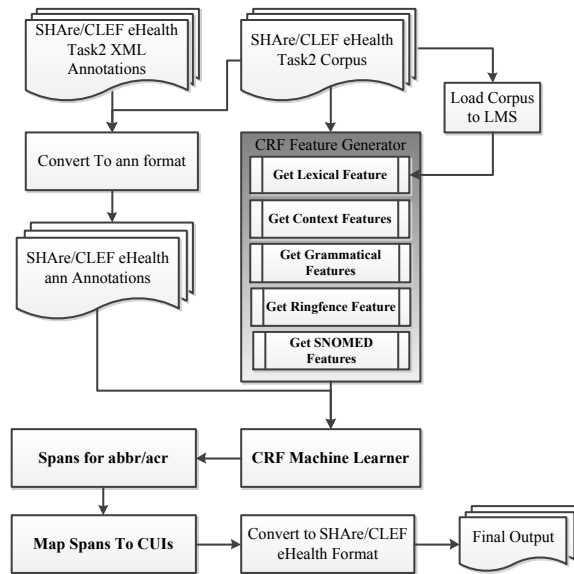 SHAre/CLEF eHealth
Task2 XML
Annotations
SHAre/CLEF eHealth
Task2 Corpus
Load Corpus
to LMS
Convert To ann format
CRF Feature Generator
Get Lexical Feature
Get Context Features
Get Grammatical
Features
Get Ringfence Feature
Get SNOMED
Features
SHAre/CLEF eHealth
ann Annotations
Spans for abbr/acr
CRF Machine Learner
Map Spans To CUIs
Convert to SHAre/CLEF
eHealth Format
Final Output